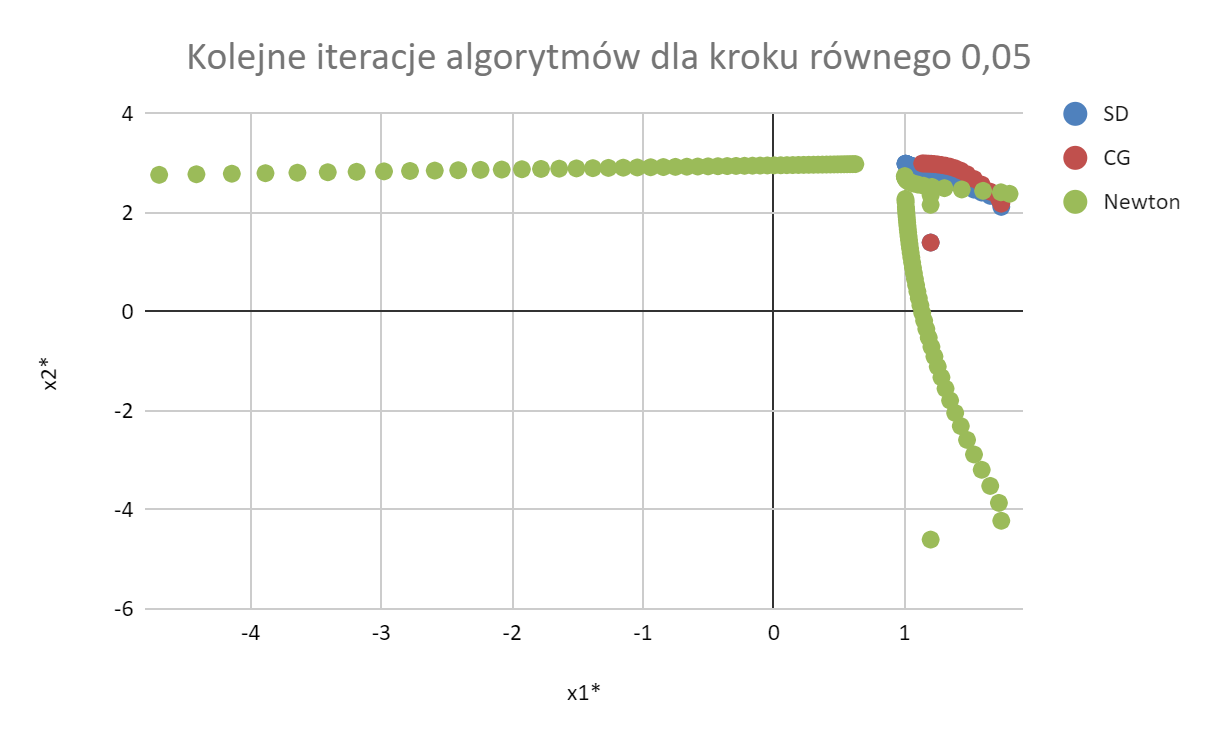 Kolejne iteracje algorytmów dla kroku równego 0,05
SD
CG
Newton
4
2
0
-2
-4
-6
x2*
-4
-3
-2
-1
0
1
x1*